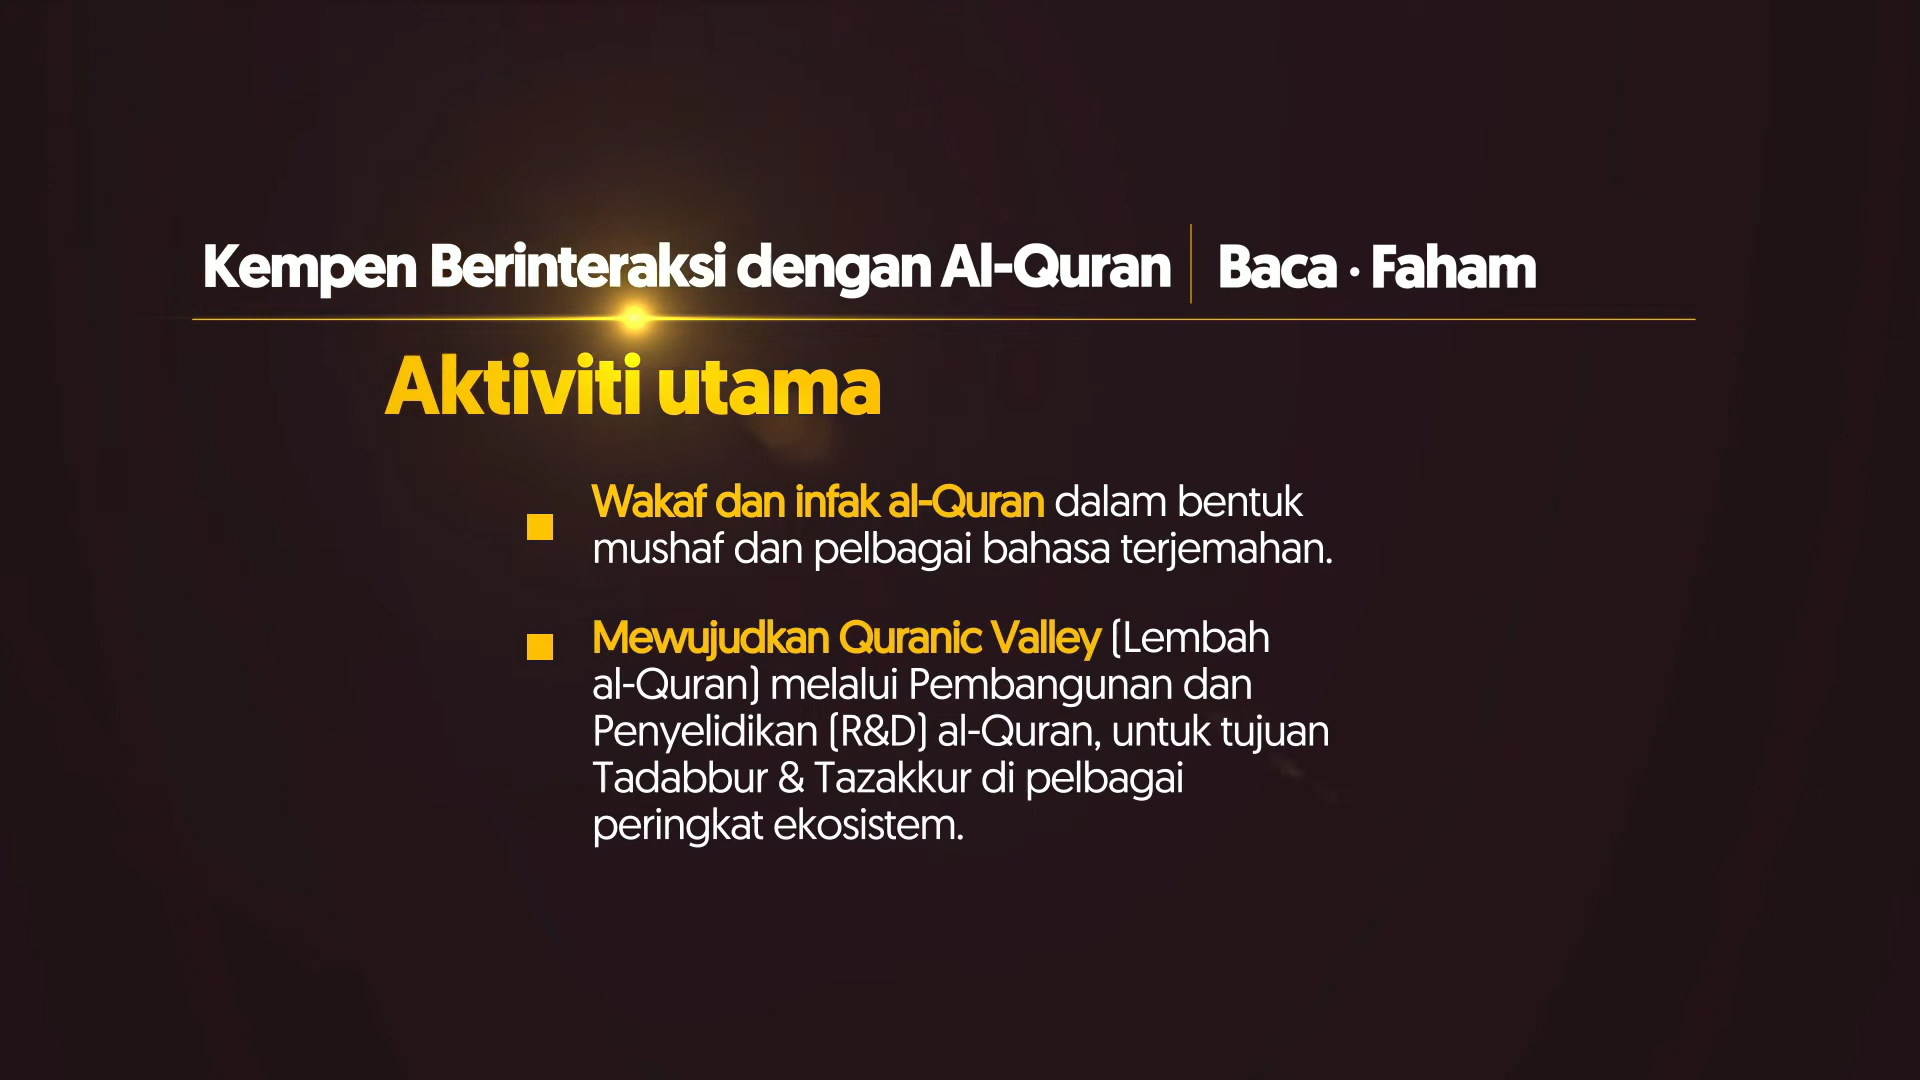 Kempen Berinteraksi dengan Al-Quran Baca · Faham
Aktiviti utama
Wakaf dan infak al-Quran dalam bentuk
mushaf dan pelbagai bahasa terjemahan.
Mewujudkan Quranic Valley (Lembah
al-Quran) melalui Pembangunan dan
Penyelidikan (R&D) al-Quran, untuk tujuan
Tadabbur & Tazakkur di pelbagai
peringkat ekosistem.